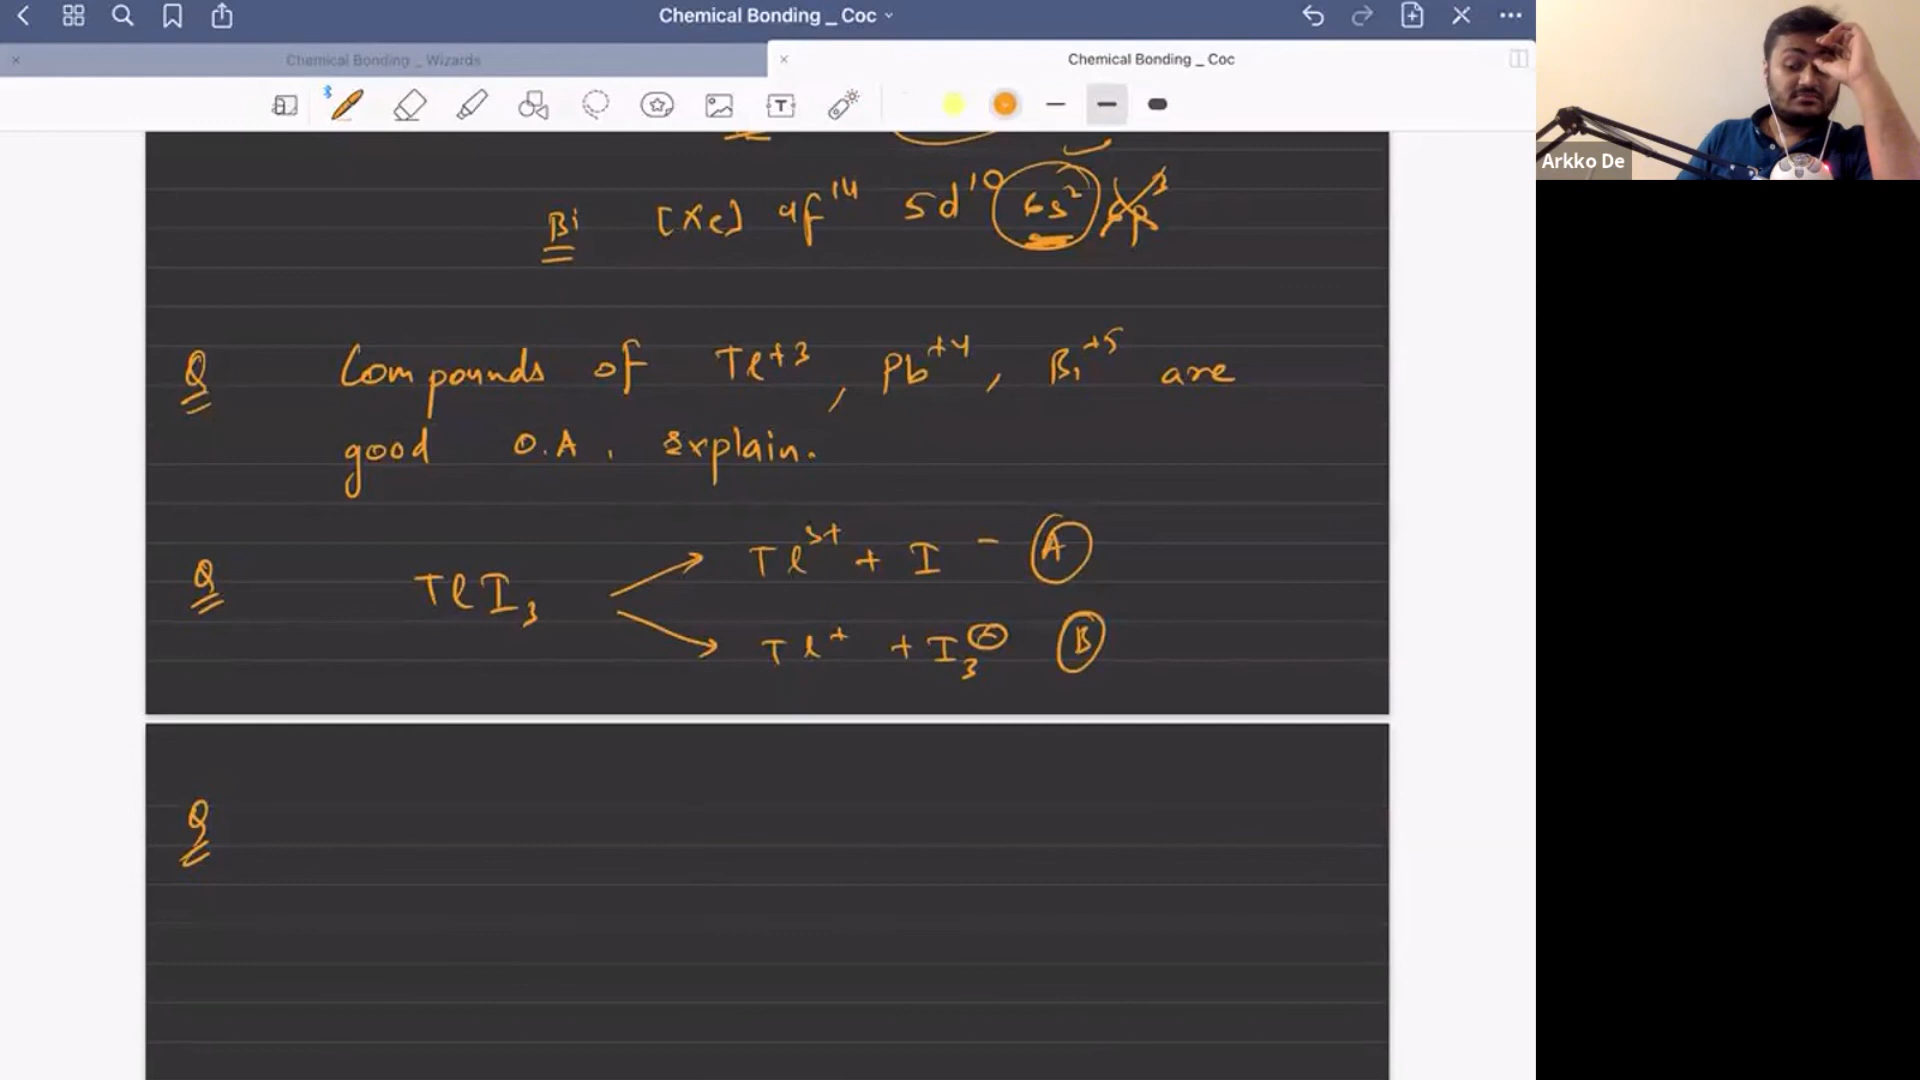 Chemical Bonding _ Coc
Chemical Bonding _ Wizards
Chemical Bonding _ Coc
Arkko De
Bi [Xe] 4f¹⁴ 5d¹⁰ 6s² 6p³
Q Compounds of Tl⁺³, Pb⁺⁴, Bi⁺⁵ are
good O.A. Explain.
Q TlI₃ → Tl³⁺ + I⁻ A
→ Tl⁺ + I₃⁻ B
Q